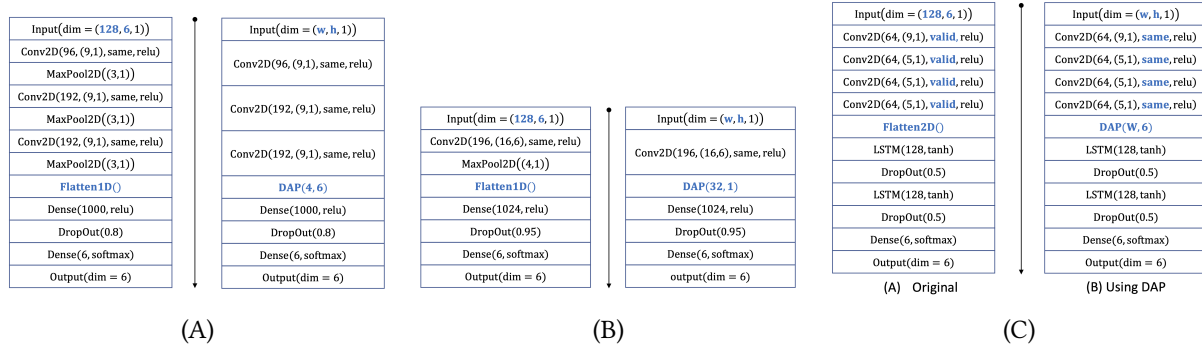 Input(dim = (128, 6, 1))
Conv2D(96, (9,1), same, relu)
MaxPool2D((3,1))
Conv2D(192, (9,1), same, relu)
MaxPool2D((3,1))
Conv2D(192, (9,1), same, relu)
MaxPool2D((3,1))
Flatten1D()
Dense(1000, relu)
DropOut(0.8)
Dense(6, softmax)
Output(dim = 6)
Input(dim = (w, h, 1))
Conv2D(96, (9,1), same, relu)
Conv2D(192, (9,1), same, relu)
Conv2D(192, (9,1), same, relu)
DAP(4, 6)
Dense(1000, relu)
DropOut(0.8)
Dense(6, softmax)
Output(dim = 6)
(A)
Input(dim = (128, 6, 1))
Conv2D(196, (16,6), same, relu)
MaxPool2D((4,1))
Flatten1D()
Dense(1024, relu)
DropOut(0.95)
Dense(6, softmax)
Output(dim = 6)
Input(dim = (w, h, 1))
Conv2D(196, (16,6), same, relu)
DAP(32, 1)
Dense(1024, relu)
DropOut(0.95)
Dense(6, softmax)
output(dim = 6)
(B)
Input(dim = (128, 6, 1))
Conv2D(64, (9,1), valid, relu)
Conv2D(64, (5,1), valid, relu)
Conv2D(64, (5,1), valid, relu)
Conv2D(64, (5,1), valid, relu)
Flatten2D()
LSTM(128, tanh)
DropOut(0.5)
LSTM(128, tanh)
DropOut(0.5)
Dense(6, softmax)
Output(dim = 6)
(A) Original
Input(dim = (w, h, 1))
Conv2D(64, (9,1), same, relu)
Conv2D(64, (5,1), same, relu)
Conv2D(64, (5,1), same, relu)
Conv2D(64, (5,1), same, relu)
DAP(W, 6)
LSTM(128, tanh)
DropOut(0.5)
LSTM(128, tanh)
DropOut(0.5)
Dense(6, softmax)
Output(dim = 6)
(B) Using DAP
(C)